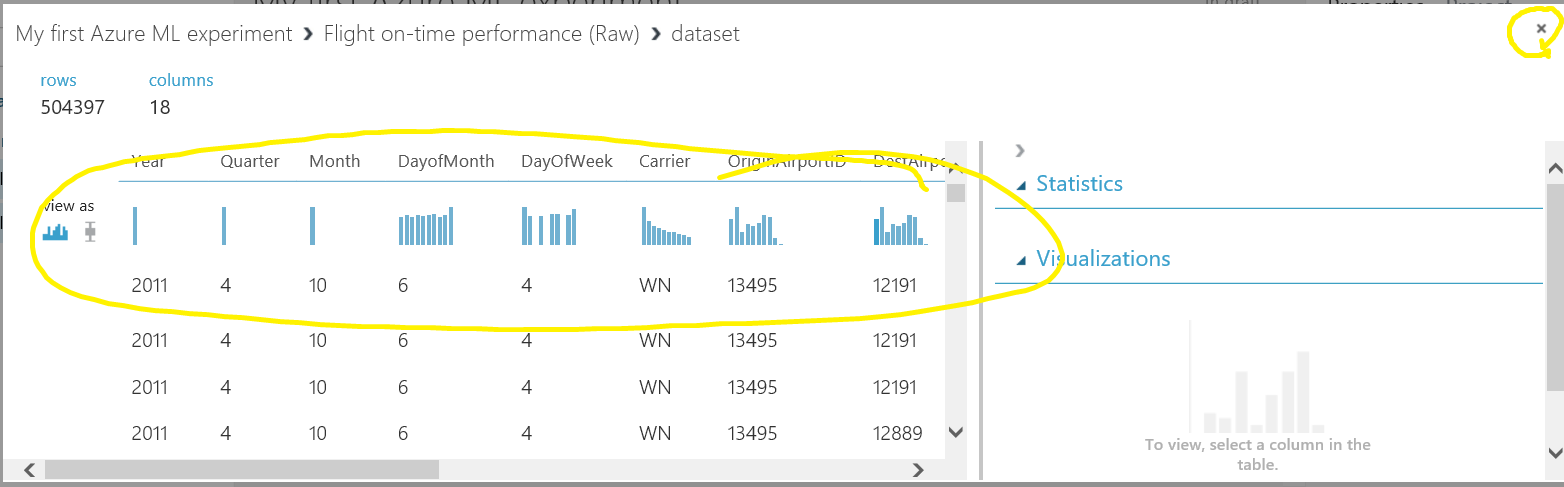 My first Azure ML experiment › Flight on-time performance (Raw) › dataset
rows columns
504397 18
Year Quarter Month DayofMonth DayOfWeek Carrier OriginAirportID DestAirpo
view as
2011 4 10 6 4 WN 13495 12191
2011 4 10 6 4 WN 13495 12191
2011 4 10 6 4 WN 13495 12191
2011 4 10 6 4 WN 13495 12889
Statistics
Visualizations
To view, select a column in the
table.